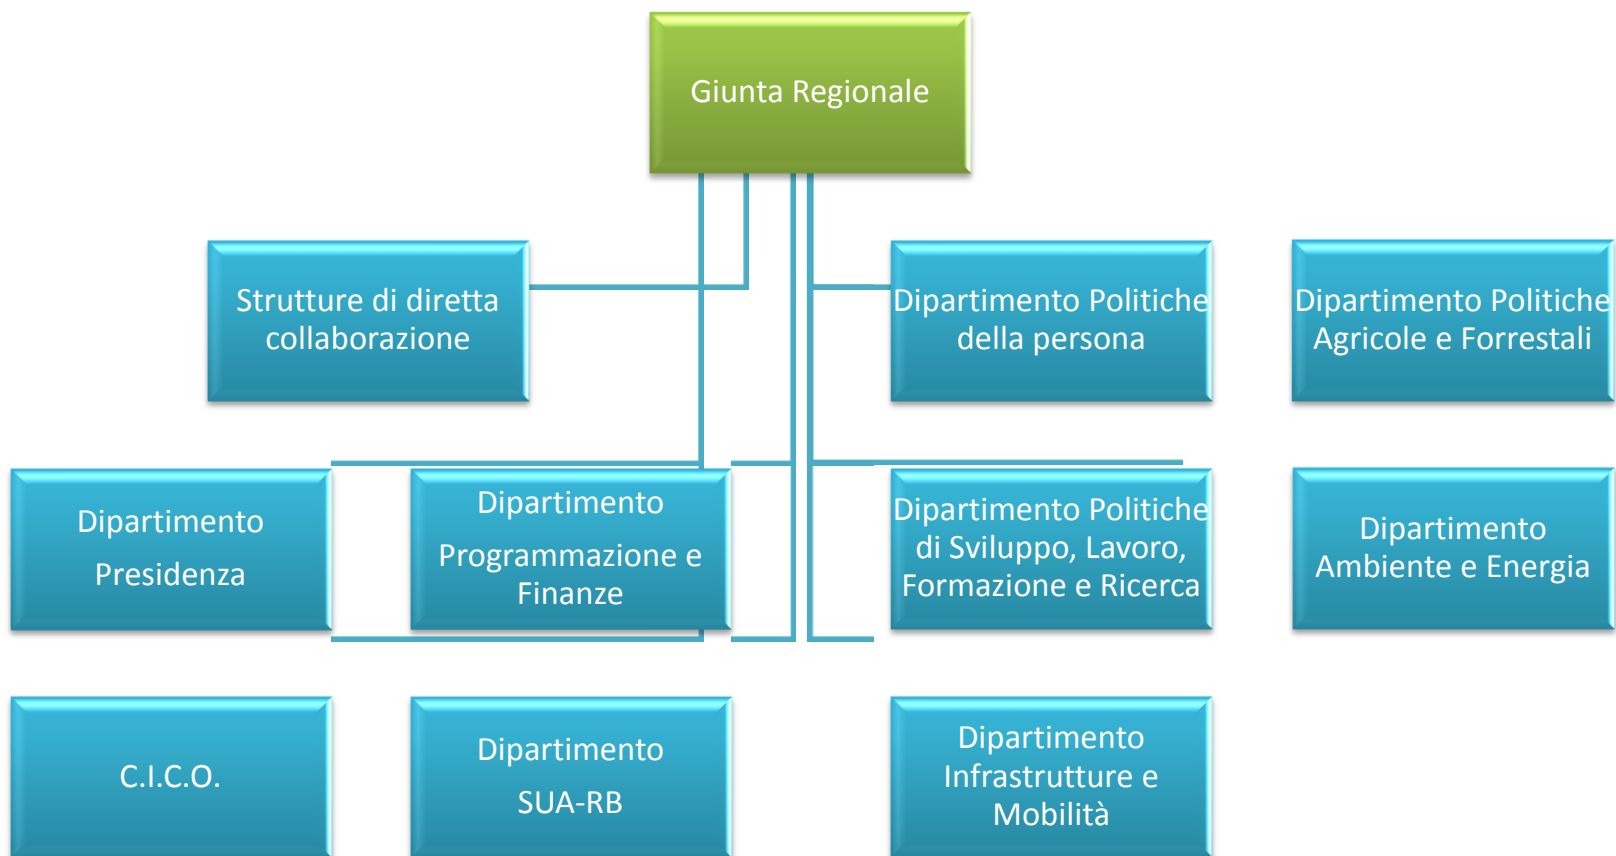 Giunta Regionale
Strutture di diretta
collaborazione
Dipartimento Politiche
della persona
Dipartimento Politiche
Agricole e Forrestali
Dipartimento
Presidenza
Dipartimento
Programmazione e
Finanze
Dipartimento Politiche
di Sviluppo, Lavoro,
Formazione e Ricerca
Dipartimento
Ambiente e Energia
C.I.C.O.
Dipartimento
SUA-RB
Dipartimento
Infrastrutture e
Mobilità